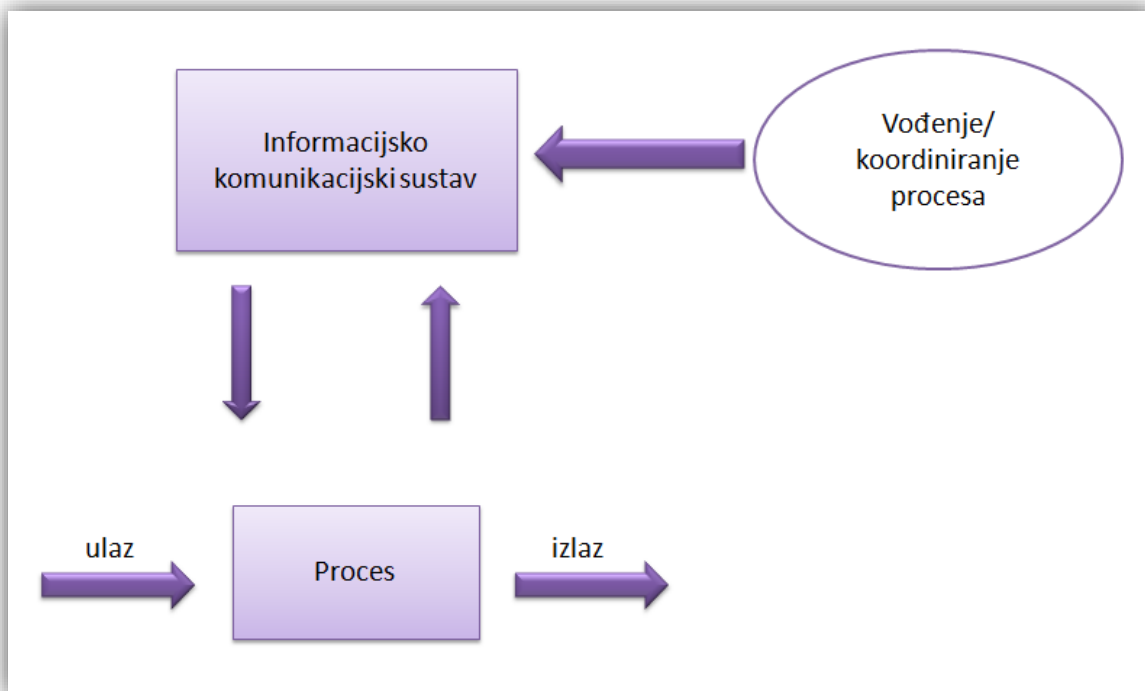 Informacijsko
komunikacijski sustav
Vođenje/
koordiniranje
procesa
ulaz
Proces
izlaz